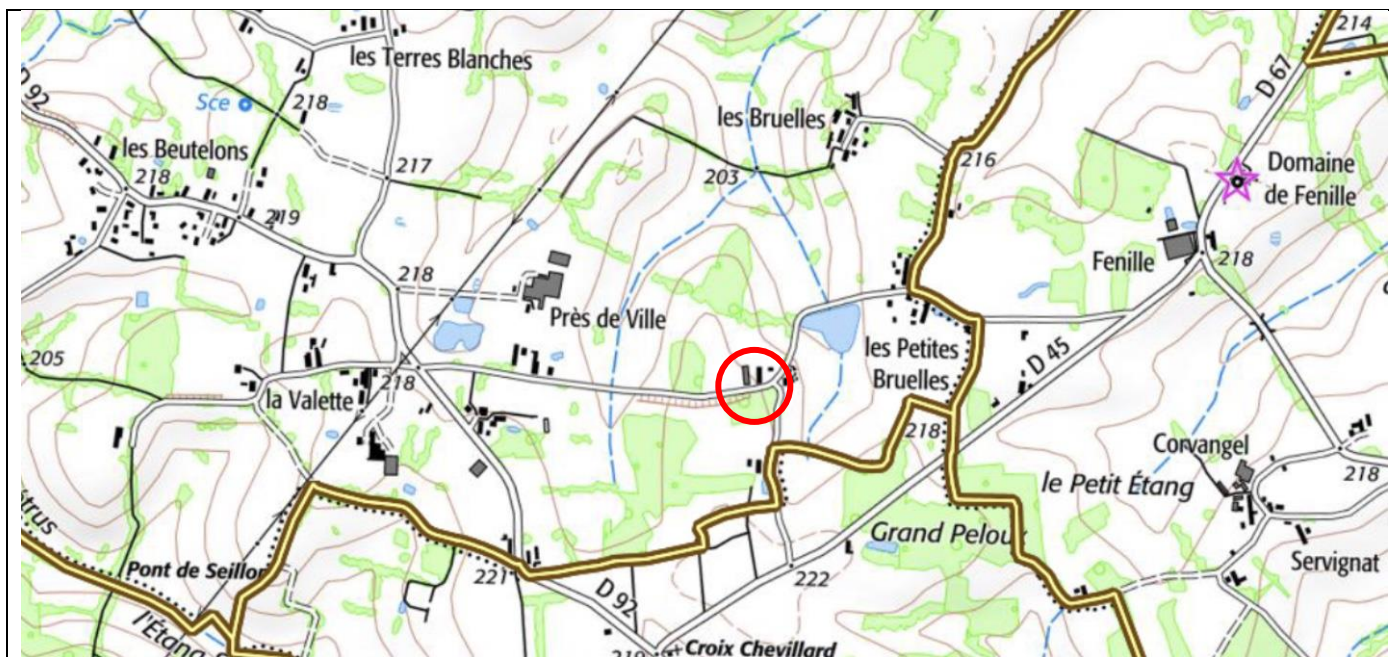 214
D 67
les Terres Blanches
D 92
Sce
218
les Bruelles
les Beutelons
217
216
Domaine
de Fenille
203
218
219
Fenille
218
218
Près de Ville
205
les Petites
Bruelles
D 45
218
la Valette
218
Corvangel
le Petit Étang
218
Grand Peloux
Servignat
Pont de Seillon
221
D 92
222
l'Étang
219
Croix Chevillard